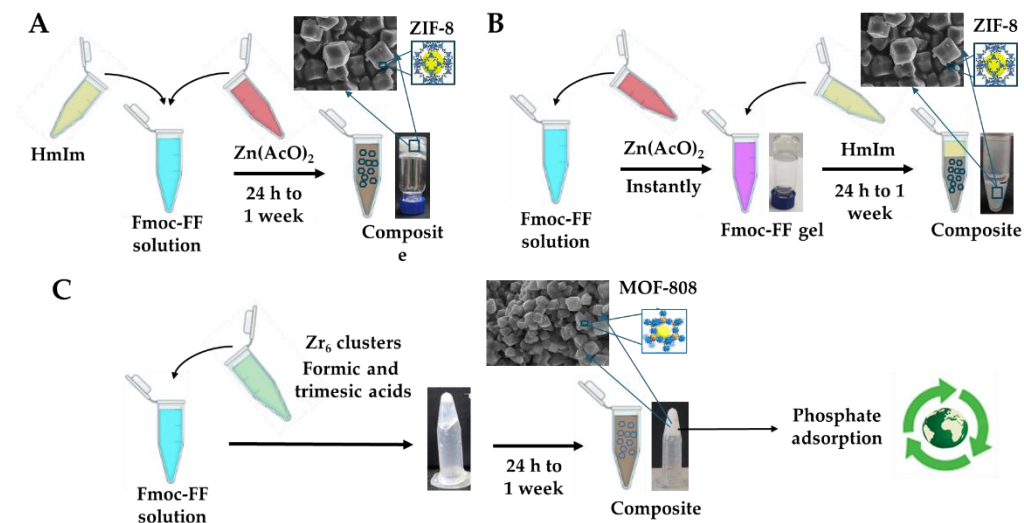 A
HmIm
Fmoc-FF
solution
Zn(AcO)2
24 h to
1 week
ZIF-8
Composit
e
B
Fmoc-FF
solution
Zn(AcO)2
Instantly
Fmoc-FF gel
HmIm
24 h to 1
week
ZIF-8
Composite
C
Fmoc-FF
solution
Zr6 clusters
Formic and
trimesic acids
24 h to
1 week
MOF-808
Composite
Phosphate
adsorption